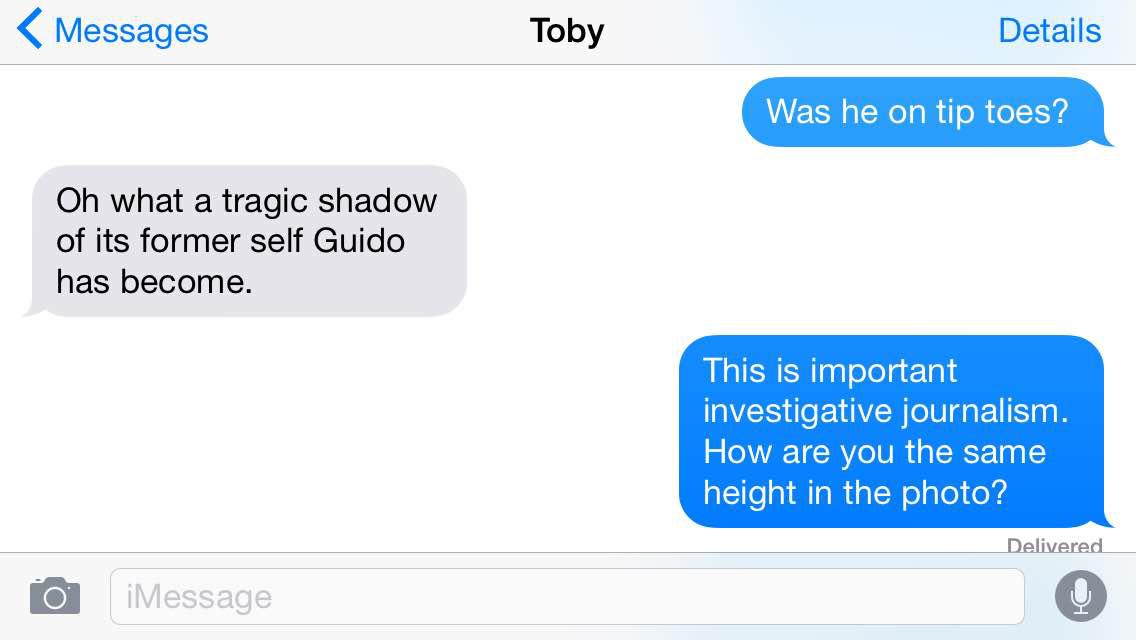 Messages
Toby
Details
Was he on tip toes?
Oh what a tragic shadow
of its former self Guido
has become.
This is important
investigative journalism.
How are you the same
height in the photo?
Delivered
iMessage